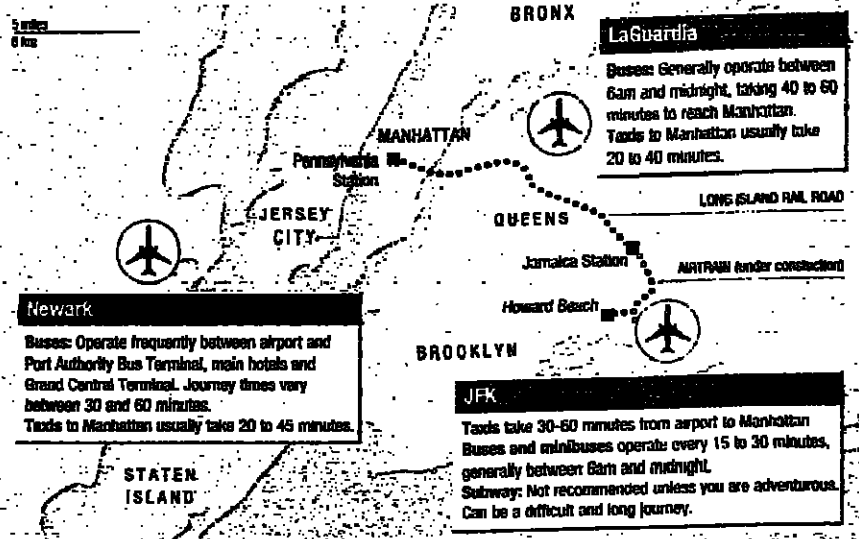 5 miles
8 km
BRONX
LaGuardia
Buses: Generally operate between
6am and midnight, taking 40 to 60
minutes to reach Manhattan.
Taxis to Manhattan usually take
20 to 40 minutes.
MANHATTAN
Pennsylvania
Station
LONG ISLAND RAIL ROAD
JERSEY
CITY
QUEENS
Jamaica Station
AIRTRAIN (under construction)
Howard Beach
Newark
Buses: Operate frequently between airport and
Port Authority Bus Terminal, main hotels and
Grand Central Terminal. Journey times vary
between 30 and 60 minutes.
Taxis to Manhattan usually take 20 to 45 minutes.
BROOKLYN
JFK
Taxis take 30-60 minutes from airport to Manhattan
Buses and minibuses operate every 15 to 30 minutes,
generally between 6am and midnight.
Subway: Not recommended unless you are adventurous.
Can be a difficult and long journey.
STATEN
ISLAND